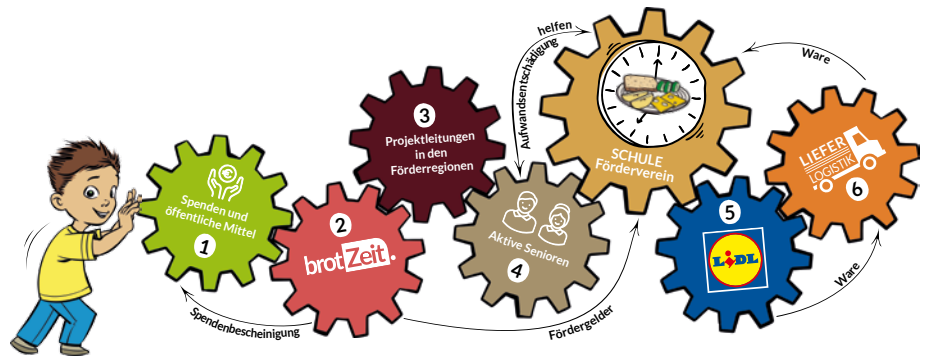 Spenden und
öffentliche Mittel
1
Spendenbescheinigung
2
brotZeit.
3
Projektleitungen
in den
Förderregionen
Fördergelder
Aktive Senioren
4
Aufwandsentschädigung
helfen
SCHULE
Förderverein
5
LIDL
Ware
LIEFER
LOGISTIK
6
Ware